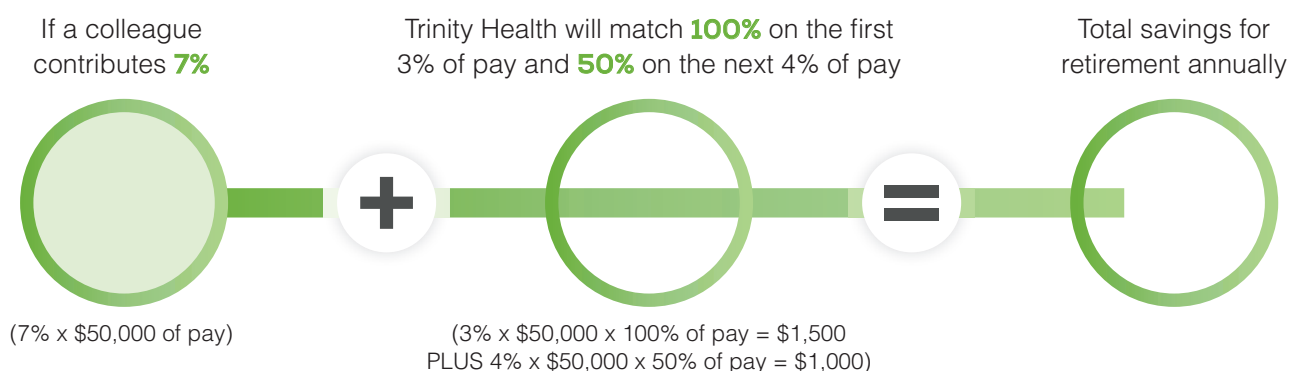 If a colleague
contributes 7%
Trinity Health will match 100% on the first
3% of pay and 50% on the next 4% of pay
Total savings for
retirement annually
+
=
(7% x $50,000 of pay)
(3% x $50,000 x 100% of pay = $1,500
PLUS 4% x $50,000 x 50% of pay = $1,000)